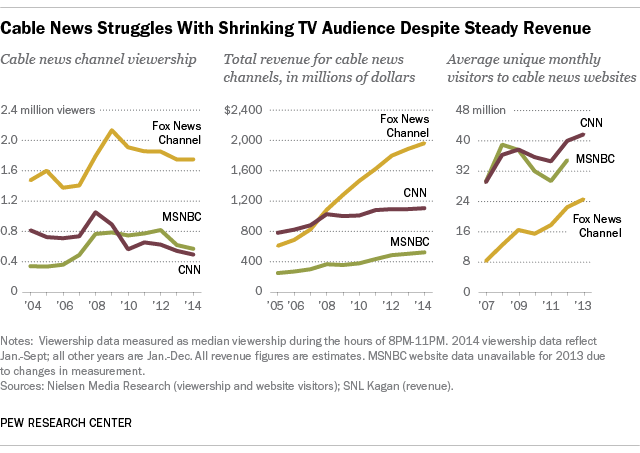 Cable News Struggles With Shrinking TV Audience Despite Steady Revenue
Cable news channel viewership
2.4 million viewers
2.0
1.6
1.2
0.8
0.4
0
Fox News
Channel
MSNBC
CNN
'04 '06 '08 '10 '12 '14
Total revenue for cable news
channels, in millions of dollars
$2,400
2,000
1,600
1200
800
400
0
Fox News
Channel
CNN
MSNBC
'05 '06 '08 '10 '12 '14
Average unique monthly
visitors to cable news websites
48 million
40
32
24
16
8
0
CNN
MSNBC
Fox News
Channel
'07 '09 '11 '13
Notes: Viewership data measured as median viewership during the hours of 8PM-11PM. 2014 viewership data reflect
Jan.-Sept; all other years are Jan.-Dec. All revenue figures are estimates. MSNBC website data unavailable for 2013 due
to changes in measurement.
Sources: Nielsen Media Research (viewership and website visitors); SNL Kagan (revenue).
PEW RESEARCH CENTER